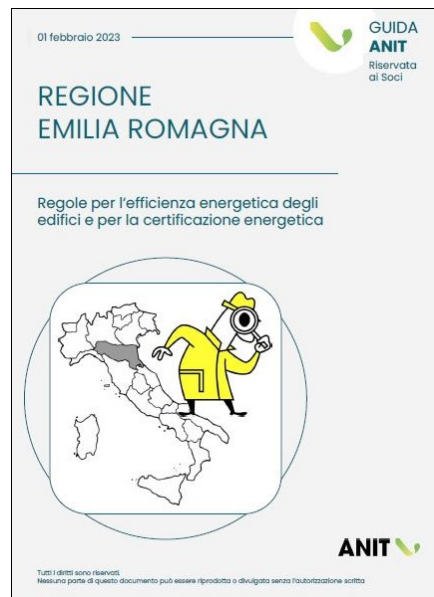 01 febbraio 2023
GUIDA
ANIT
Riservata
ai Soci
REGIONE
EMILIA ROMAGNA
Regole per l'efficienza energetica degli
edifici e per la certificazione energetica
ANIT
Tutti i diritti sono riservati.
Nessuna parte di questo documento può essere riprodotta o divulgata senza l'autorizzazione scritta